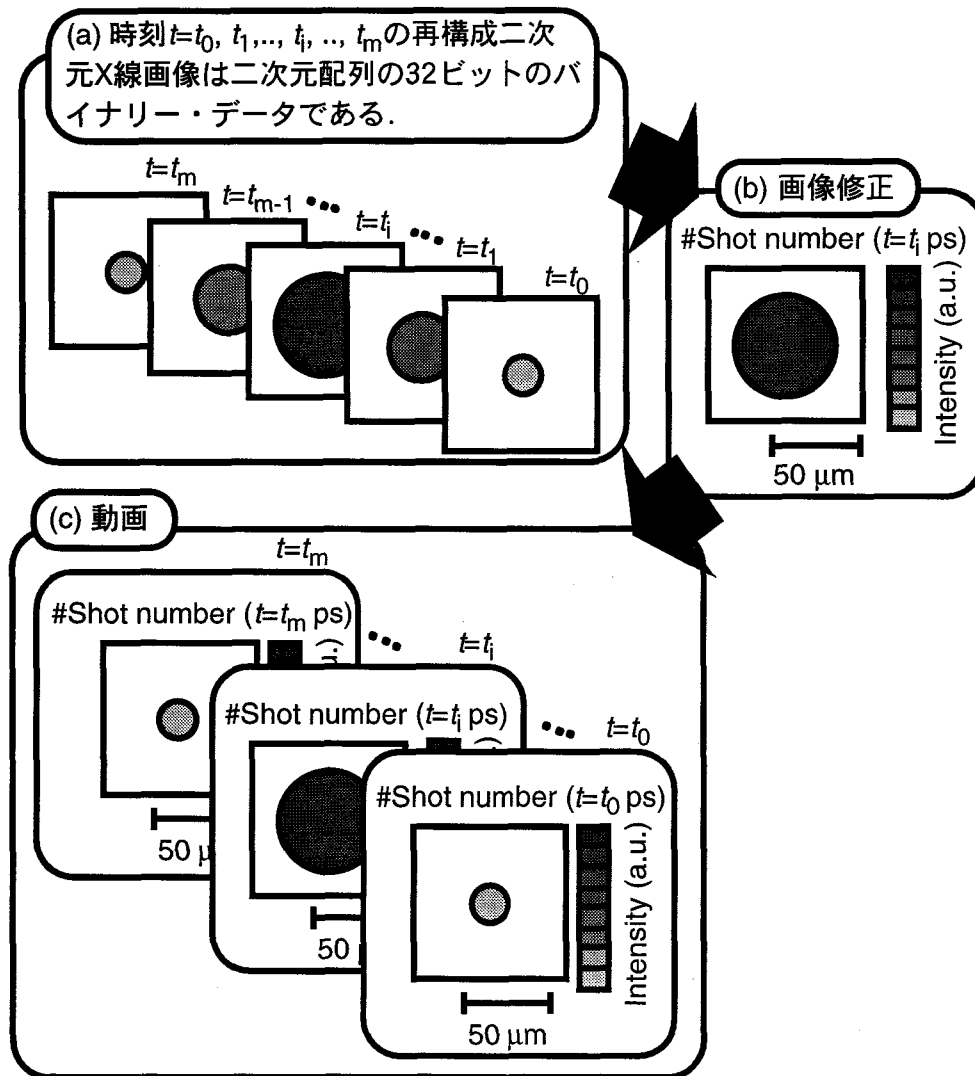 (a) 時刻t=t0, t1,.., ti, .., tmの再構成二次
元X線画像は二次元配列の32ビットのバ
イナリー・データである.
t=tm
t=tm-1
t=ti
t=t1
t=t0
(b) 画像修正
#Shot number (t=ti ps)
Intensity (a.u.)
50 μm
(c) 動画
t=tm
#Shot number (t=tm ps)
50 μ
t=ti
#Shot number (t=ti ps)
50
t=t0
#Shot number (t=t0 ps)
Intensity (a.u.)
50 μm